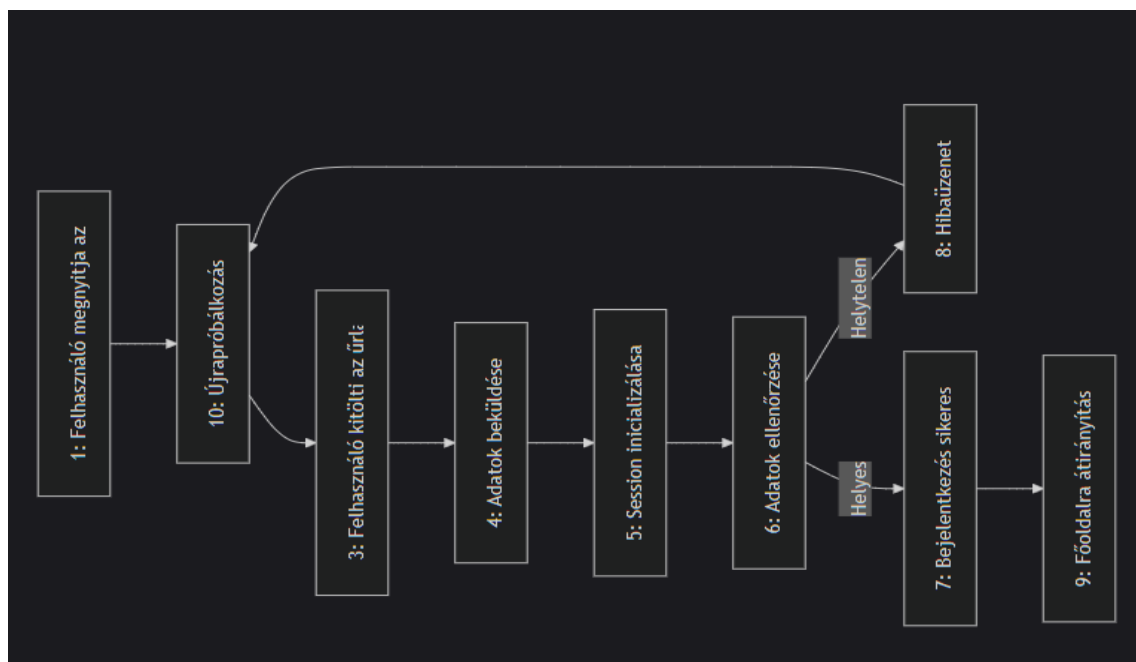 1: Felhasználó megnyitja az
10: Újrapróbálkozás
3: Felhasználó kitölti az űrla
4: Adatok beküldése
5: Session inicializálása
6: Adatok ellenőrzése
Helytelen
Helyes
8: Hibaüzenet
7: Bejelentkezés sikeres
9: Főoldalra átirányítás